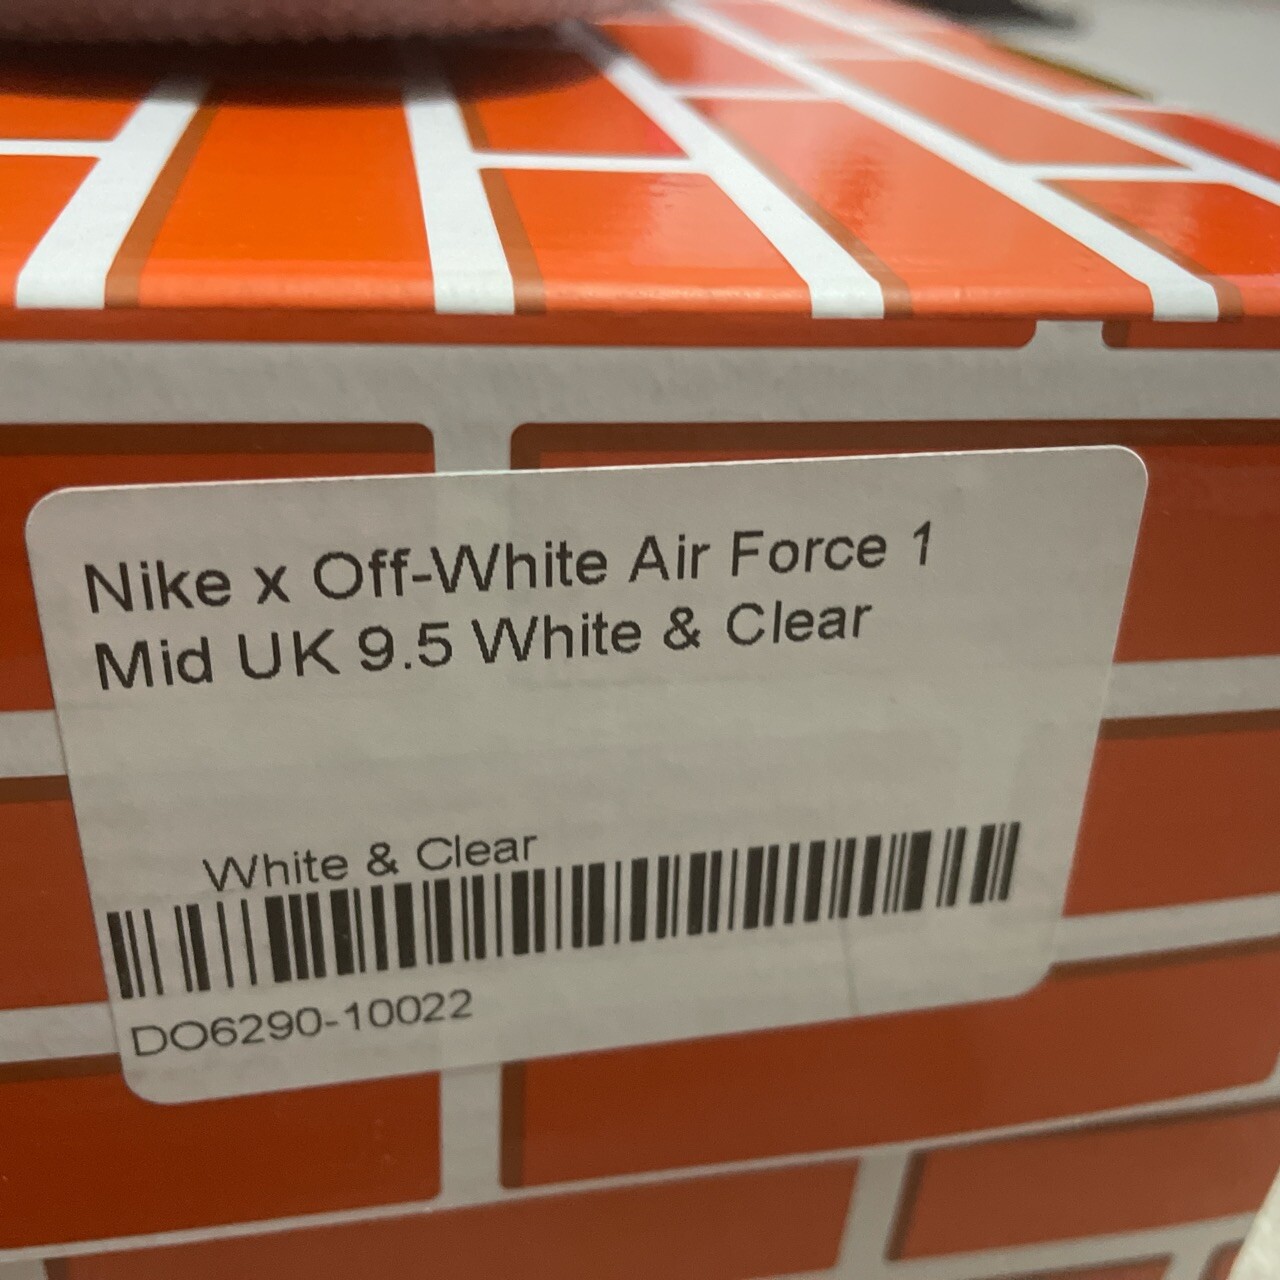 Nike x Off-White Air Force 1
Mid UK 9.5 White & Clear
White & Clear
DO6290-10022